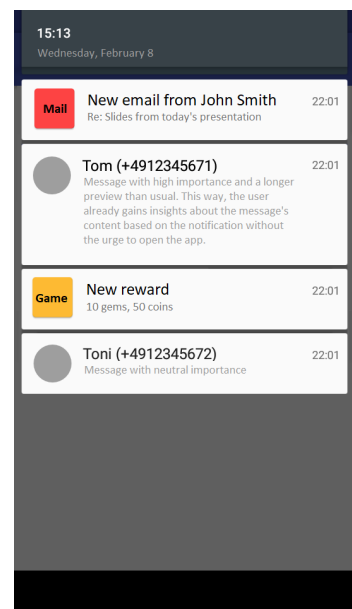 15:13
Wednesday, February 8
Mail
New email from John Smith
22:01
Re: Slides from today's presentation
Tom (+4912345671)
22:01
Message with high importance and a longer
preview than usual. This way, the user
already gains insights about the message's
content based on the notification without
the urge to open the app.
Game
New reward
22:01
10 gems, 50 coins
Toni (+4912345672)
22:01
Message with neutral importance